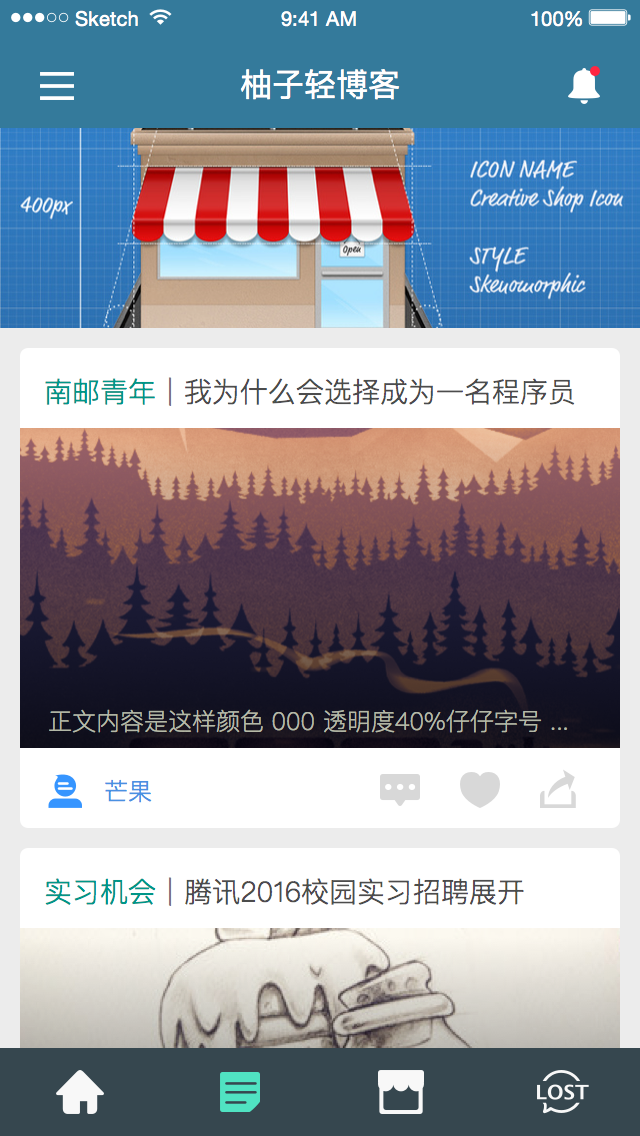 Sketch 9:41 AM 100%
柚子轻博客
400px
ICON NAME
Creative Shop Icon
STYLE
Skeuomorphic
Open
南邮青年｜我为什么会选择成为一名程序员
正文内容是这样颜色 000 透明度40%仔仔字号 ...
芒果
实习机会｜腾讯2016校园实习招聘展开
LOST